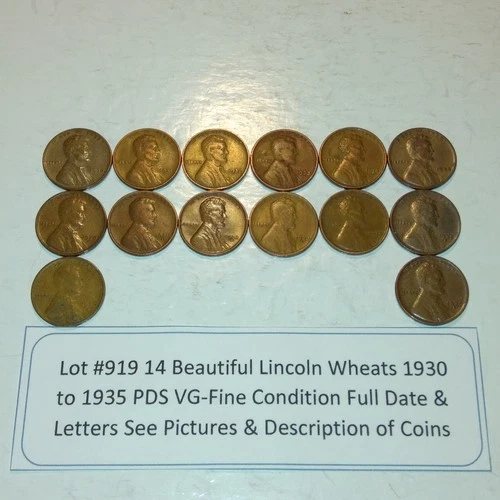 Lot #919 14 Beautiful Lincoln Wheats 1930
to 1935 PDS VG-Fine Condition Full Date &
Letters See Pictures & Description of Coins